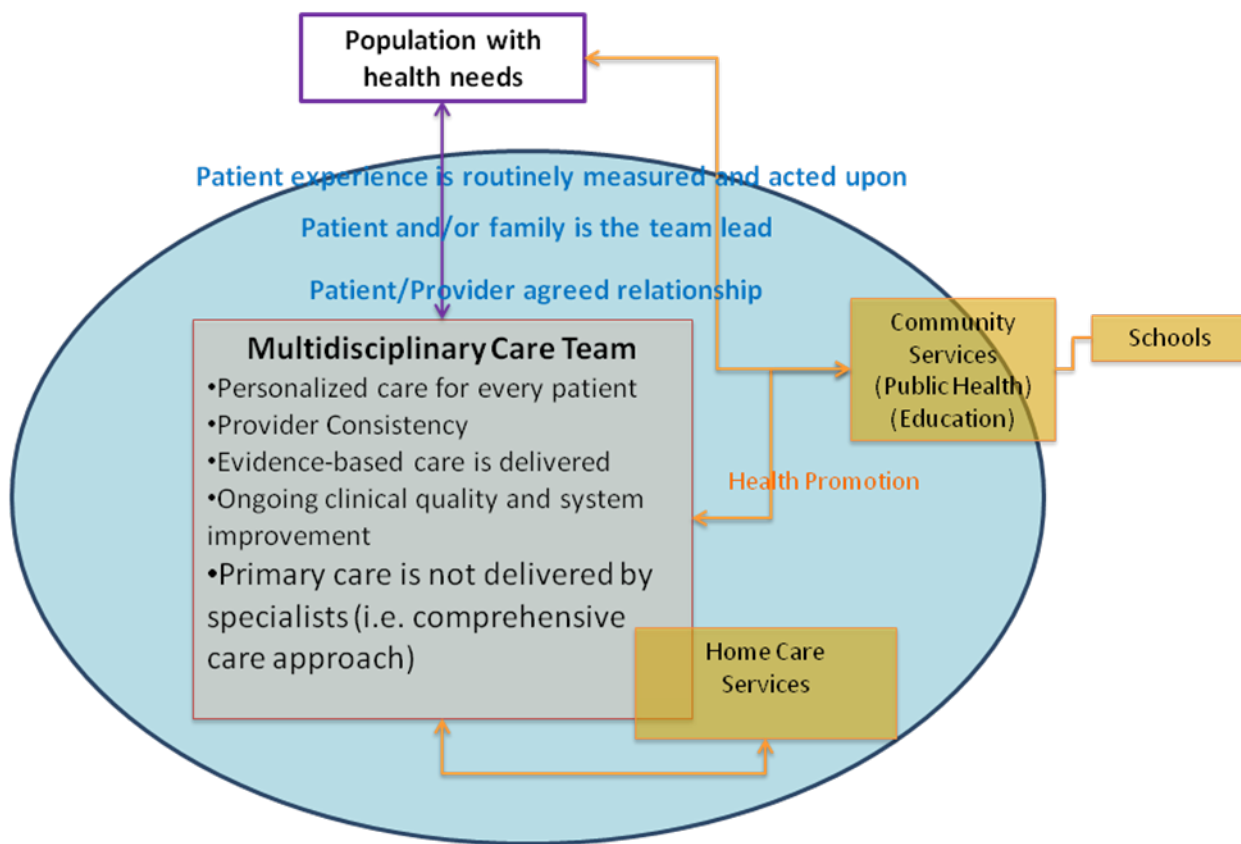 Population with
health needs
Patient experience is routinely measured and acted upon
Patient and/or family is the team lead
Patient/Provider agreed relationship
Multidisciplinary Care Team
•Personalized care for every patient
•Provider Consistency
•Evidence-based care is delivered
•Ongoing clinical quality and system
improvement
•Primary care is not delivered by
specialists (i.e. comprehensive
care approach)
Community
Services
(Public Health)
(Education)
Schools
Health Promotion
Home Care
Services